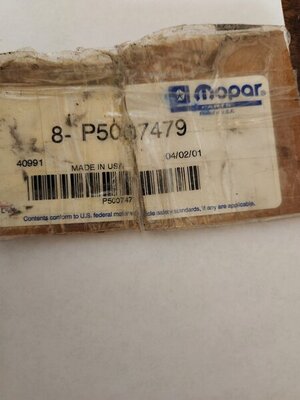 Mopar
PARTS
8- P5007479
40991 MADE IN USA 04/02/01
P500747
Contents conform to U.S. federal motor vehicle safety standards, if any are applicable.